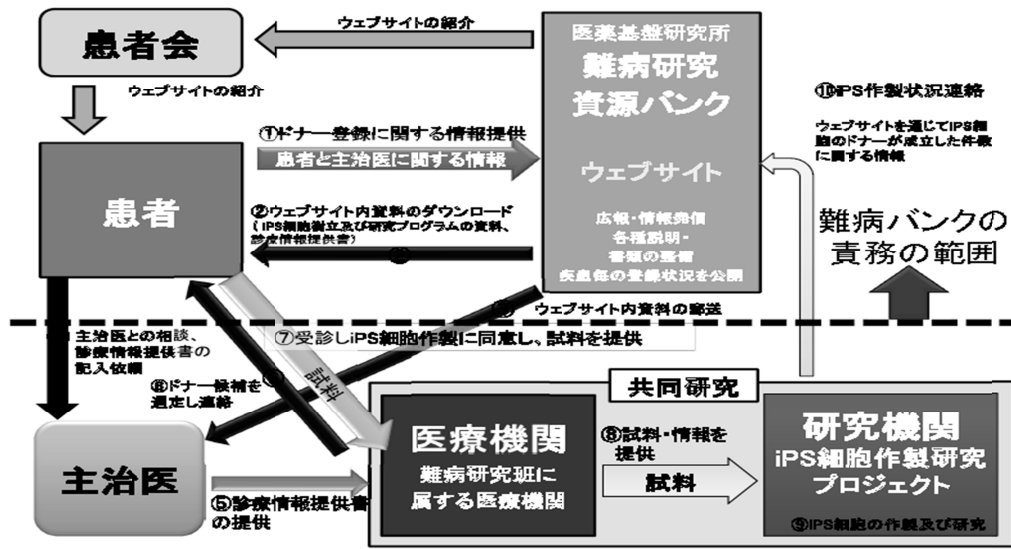 ウェブサイトの紹介
患者会
医薬基盤研究所
難病研究
資源バンク
ウェブサイトの紹介
⑩iPS作製状況連絡
ウェブサイトを通じてiPS細
胞のドナーが成立した件数
に関する情報
①ドナー登録に関する情報提供
患者と主治医に関する情報
ウェブサイト
患者
②ウェブサイト内資料のダウンロード
(iPS細胞樹立及び研究プログラムの資料、
診療情報提供書)
広報・情報発信
各種説明・
書類の整備
疾患毎の登録状況を公開
難病バンクの
責務の範囲
ウェブサイト内資料の郵送
主治医との相談、
診療情報提供書の
記入依頼
⑦受診しiPS細胞作製に同意し、試料を提供
試料
ドナー候補を
選定し連絡
共同研究
主治医
医療機関
難病研究班に
属する医療機関
⑧試料・情報を
提供
試料
研究機関
iPS細胞作製研究
プロジェクト
⑤診療情報提供書
の提供
⑨iPS細胞の作製及び研究